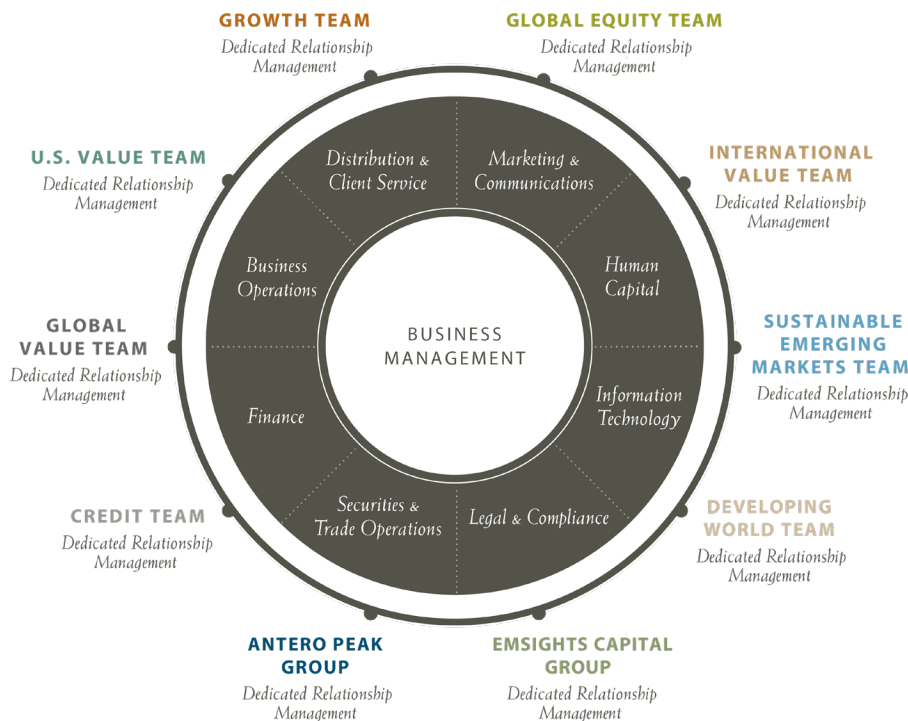 GROWTH TEAM
Dedicated Relationship
Management
GLOBAL EQUITY TEAM
Dedicated Relationship
Management
U.S. VALUE TEAM
Dedicated Relationship
Management
INTERNATIONAL
VALUE TEAM
Dedicated Relationship
Management
GLOBAL
VALUE TEAM
Dedicated Relationship
Management
SUSTAINABLE
EMERGING
MARKETS TEAM
Dedicated Relationship
Management
CREDIT TEAM
Dedicated Relationship
Management
DEVELOPING
WORLD TEAM
Dedicated Relationship
Management
ANTERO PEAK
GROUP
Dedicated Relationship
Management
EMSIGHTS CAPITAL
GROUP
Dedicated Relationship
Management
Distribution &
Client Service
Marketing &
Communications
Business
Operations
Human
Capital
BUSINESS
MANAGEMENT
Finance
Information
Technology
Securities &
Trade Operations
Legal & Compliance